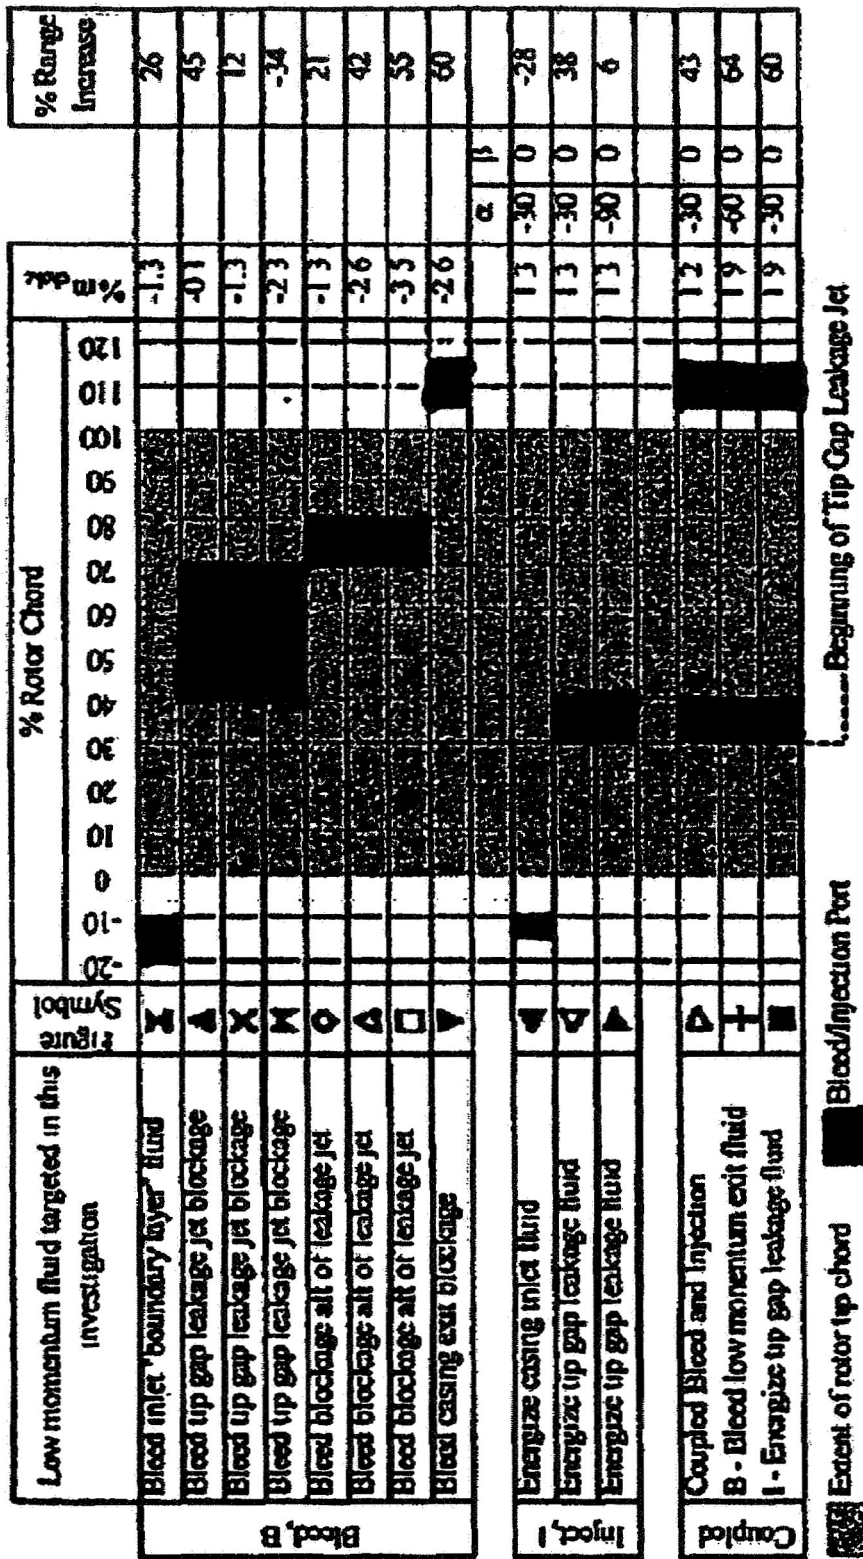 Low momentum fluid targeted in this investigation
Figure Symbol
% Rotor Chord
-20 -10 0 10 20 30 40 50 60 70 80 90 100 110 120
% Range Increase
Bleed, B
Bleed inlet "boundary layer" fluid -1.3 26
Bleed tip gap leakage jet blockage 45
Bleed tip gap leakage jet blockage -1.3 12
Bleed tip gap leakage jet blockage -2.3 -34
Bleed blockage aft of leakage jet -1.3 21
Bleed blockage aft of leakage jet -2.6 42
Bleed blockage aft of leakage jet -3.5 55
Bleed casing exit blockage -2.6 60
α β
Inject, I
Energize casing inlet fluid 1.3 -30 0 -28
Energize tip gap leakage fluid 1.3 -30 0 38
Energize tip gap leakage fluid 1.3 -90 0 6
Coupled
Coupled Bleed and Injection 1.2 -30 0 43
B - Bleed low momentum exit fluid 1.9 -60 0 64
I - Energize tip gap leakage fluid 1.9 -30 0 60
Extent of rotor tip chord
Bleed/Injection Port
Beginning of Tip Gap Leakage Jet